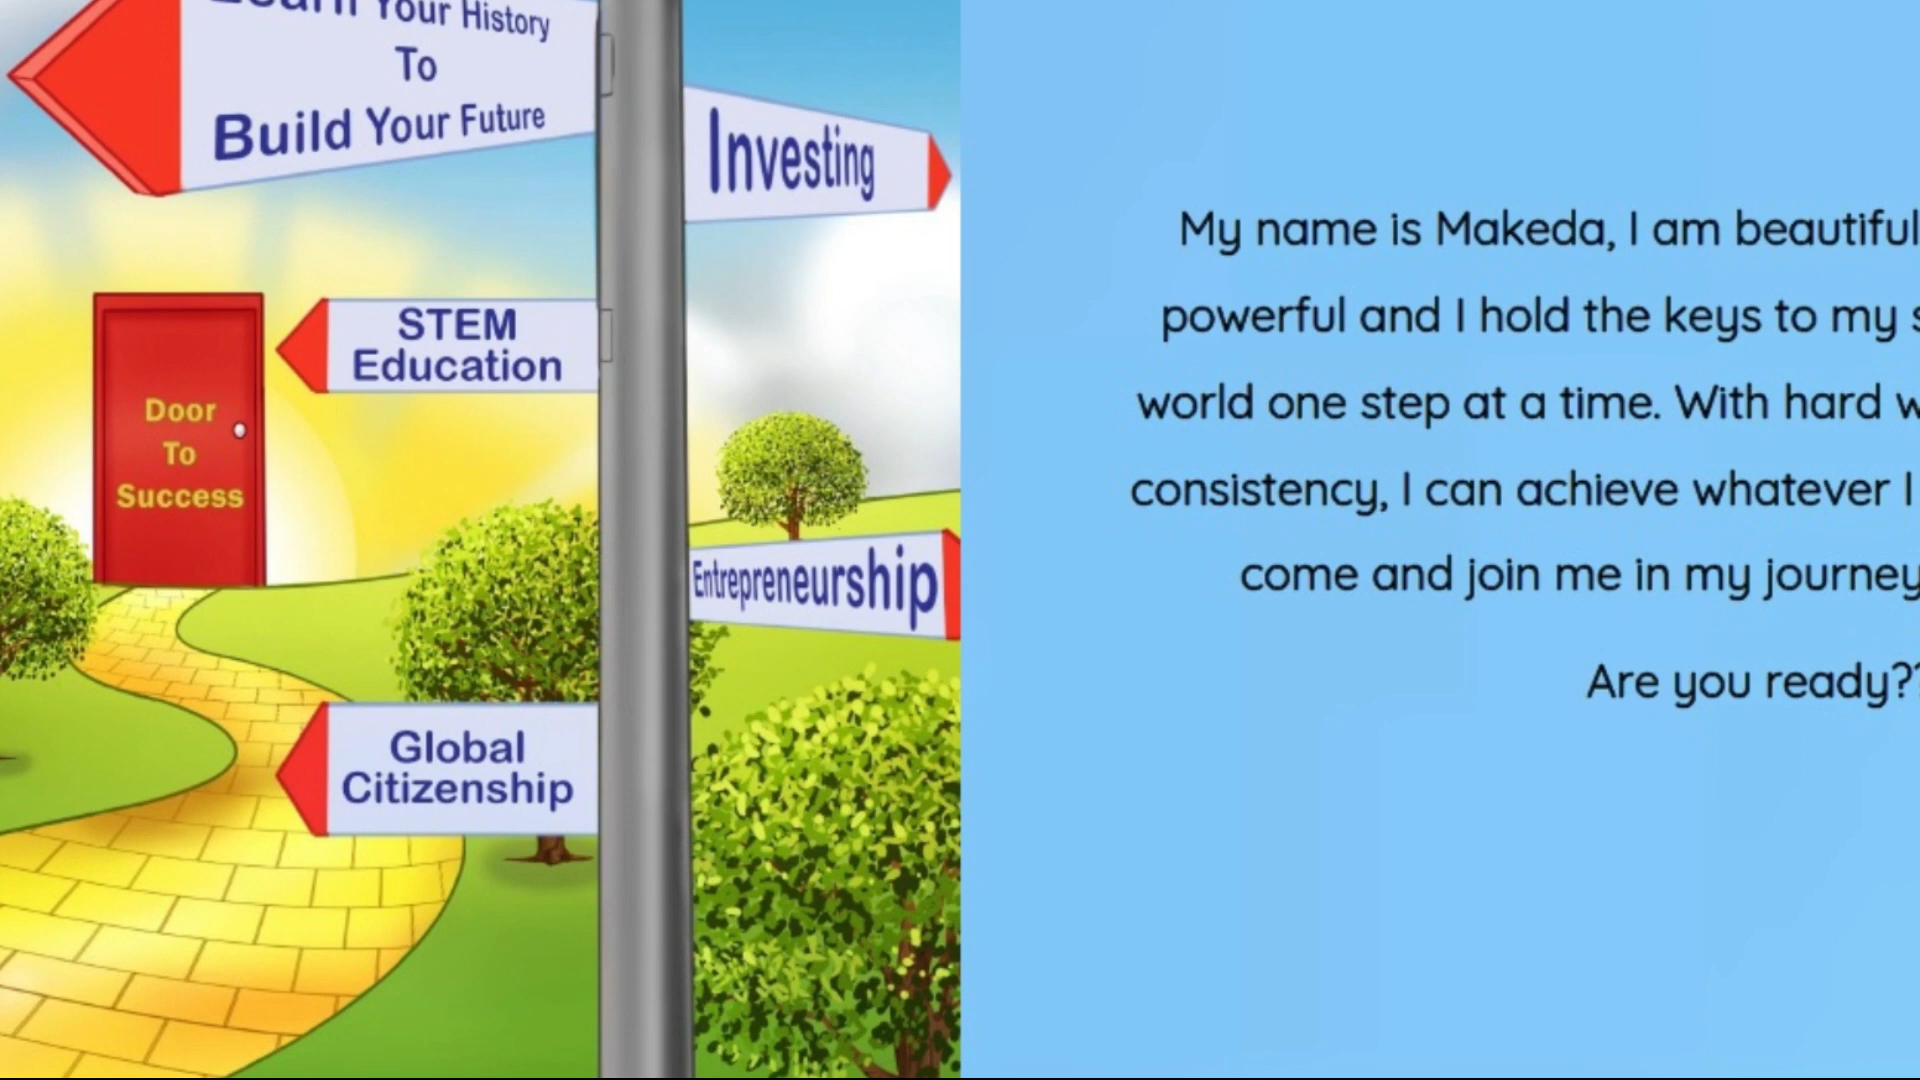 Learn Your History
To
Build Your Future
Investing
STEM
Education
Door
To
Success
Entrepreneurship
Global
Citizenship
My name is Makeda, I am beautiful
powerful and I hold the keys to my
world one step at a time. With hard
consistency, I can achieve whatever I
come and join me in my journey
Are you ready??